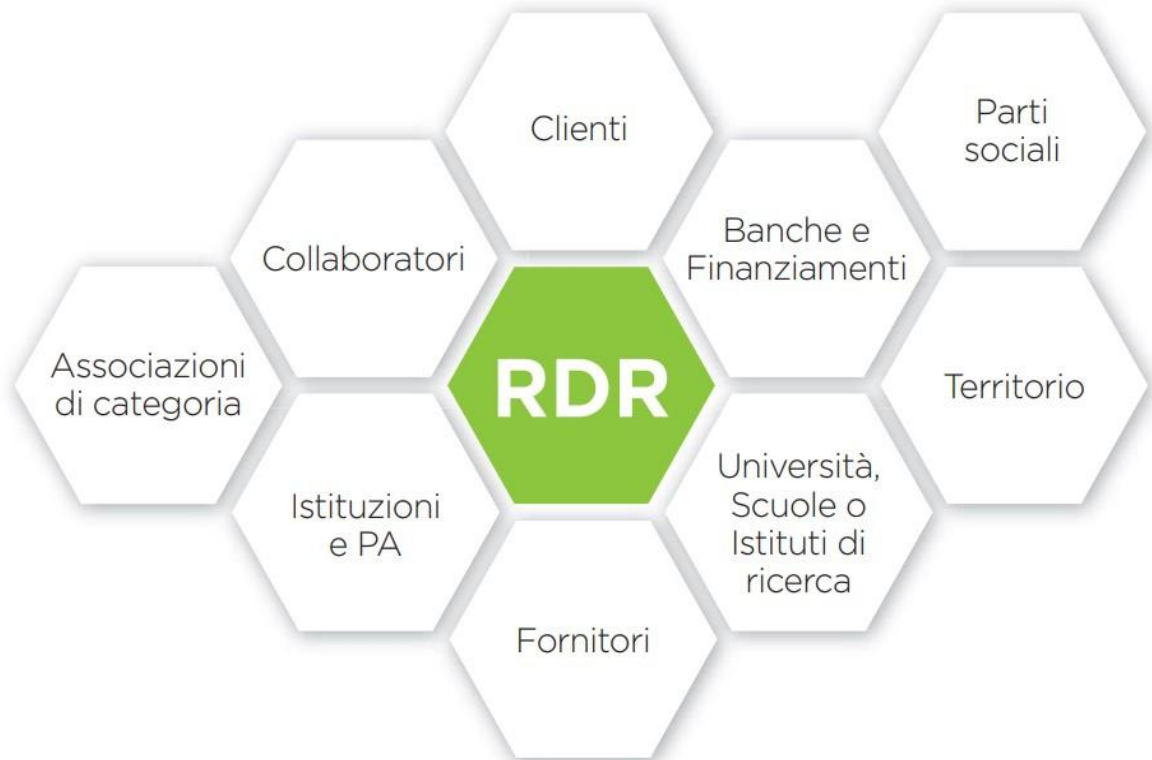 Clienti
Parti
sociali
Collaboratori
Banche e
Finanziamenti
Associazioni
di categoria
RDR
Territorio
Istituzioni
e PA
Università,
Scuole o
Istituti di
ricerca
Fornitori